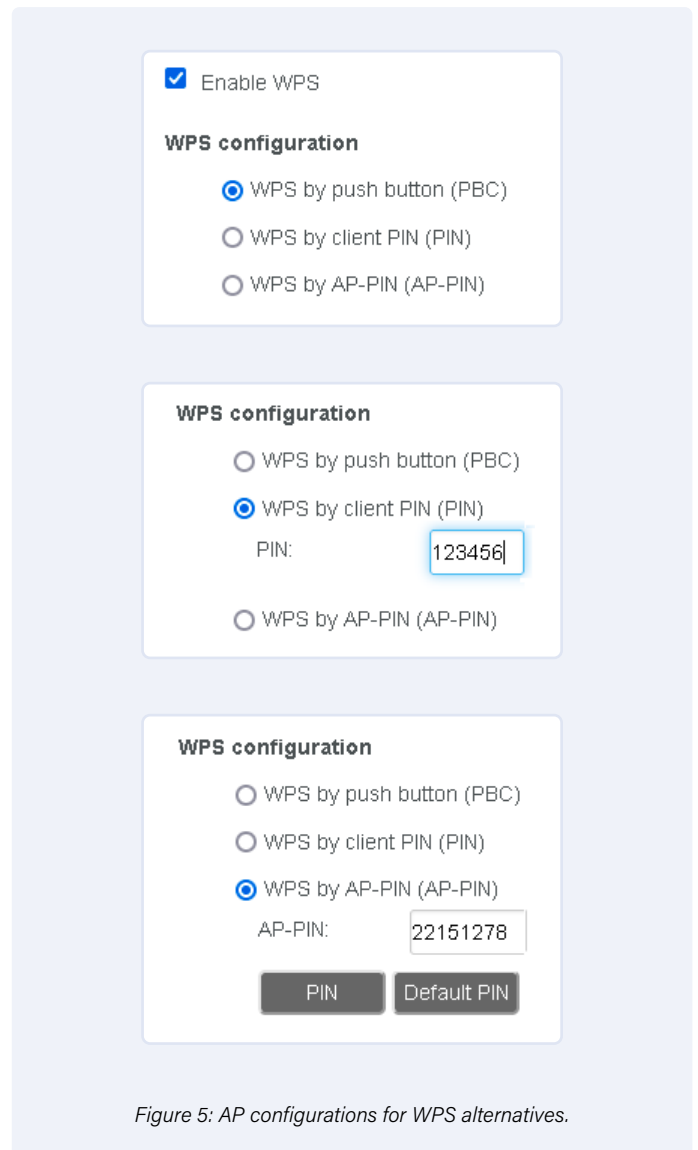 Enable WPS
WPS configuration
WPS by push button (PBC)
WPS by client PIN (PIN)
WPS by AP-PIN (AP-PIN)
WPS configuration
WPS by push button (PBC)
WPS by client PIN (PIN)
PIN: 123456
WPS by AP-PIN (AP-PIN)
WPS configuration
WPS by push button (PBC)
WPS by client PIN (PIN)
WPS by AP-PIN (AP-PIN)
AP-PIN: 22151278
PIN Default PIN
Figure 5: AP configurations for WPS alternatives.